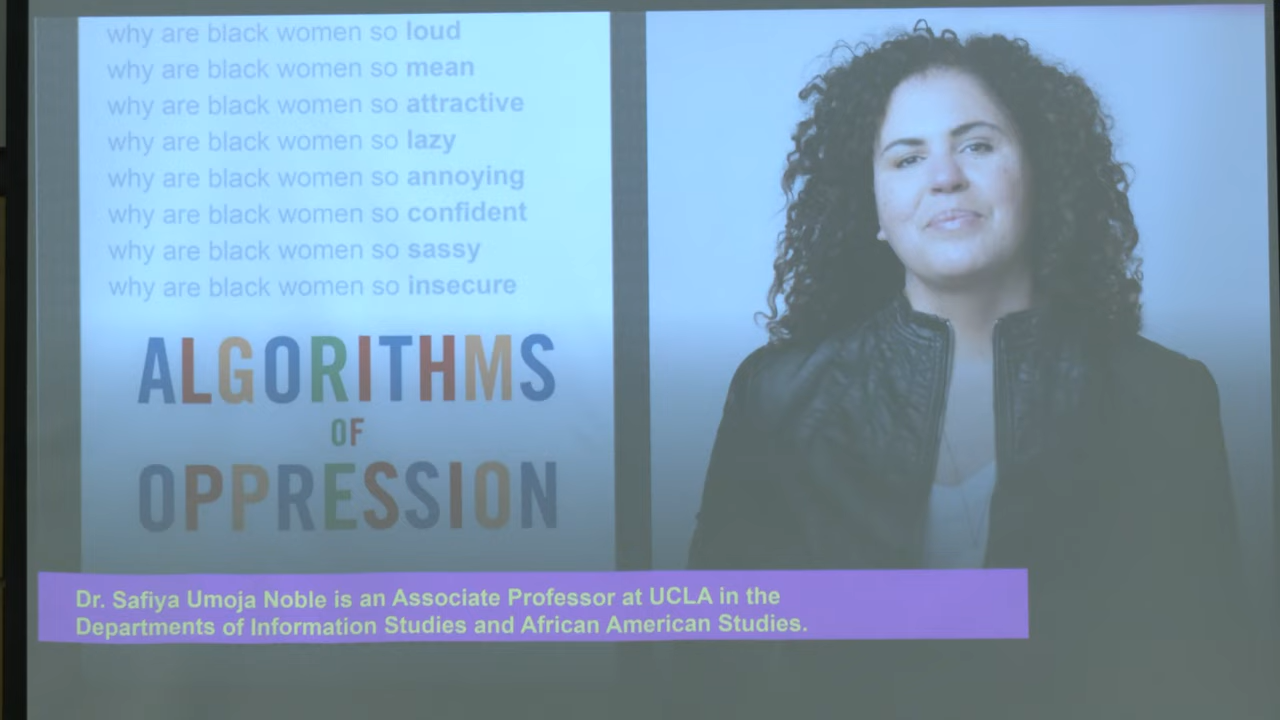 why are black women so loud
why are black women so mean
why are black women so attractive
why are black women so lazy
why are black women so annoying
why are black women so confident
why are black women so sassy
why are black women so insecure
ALGORITHMS
OF
OPPRESSION
Dr. Safiya Umoja Noble is an Associate Professor at UCLA in the
Departments of Information Studies and African American Studies.